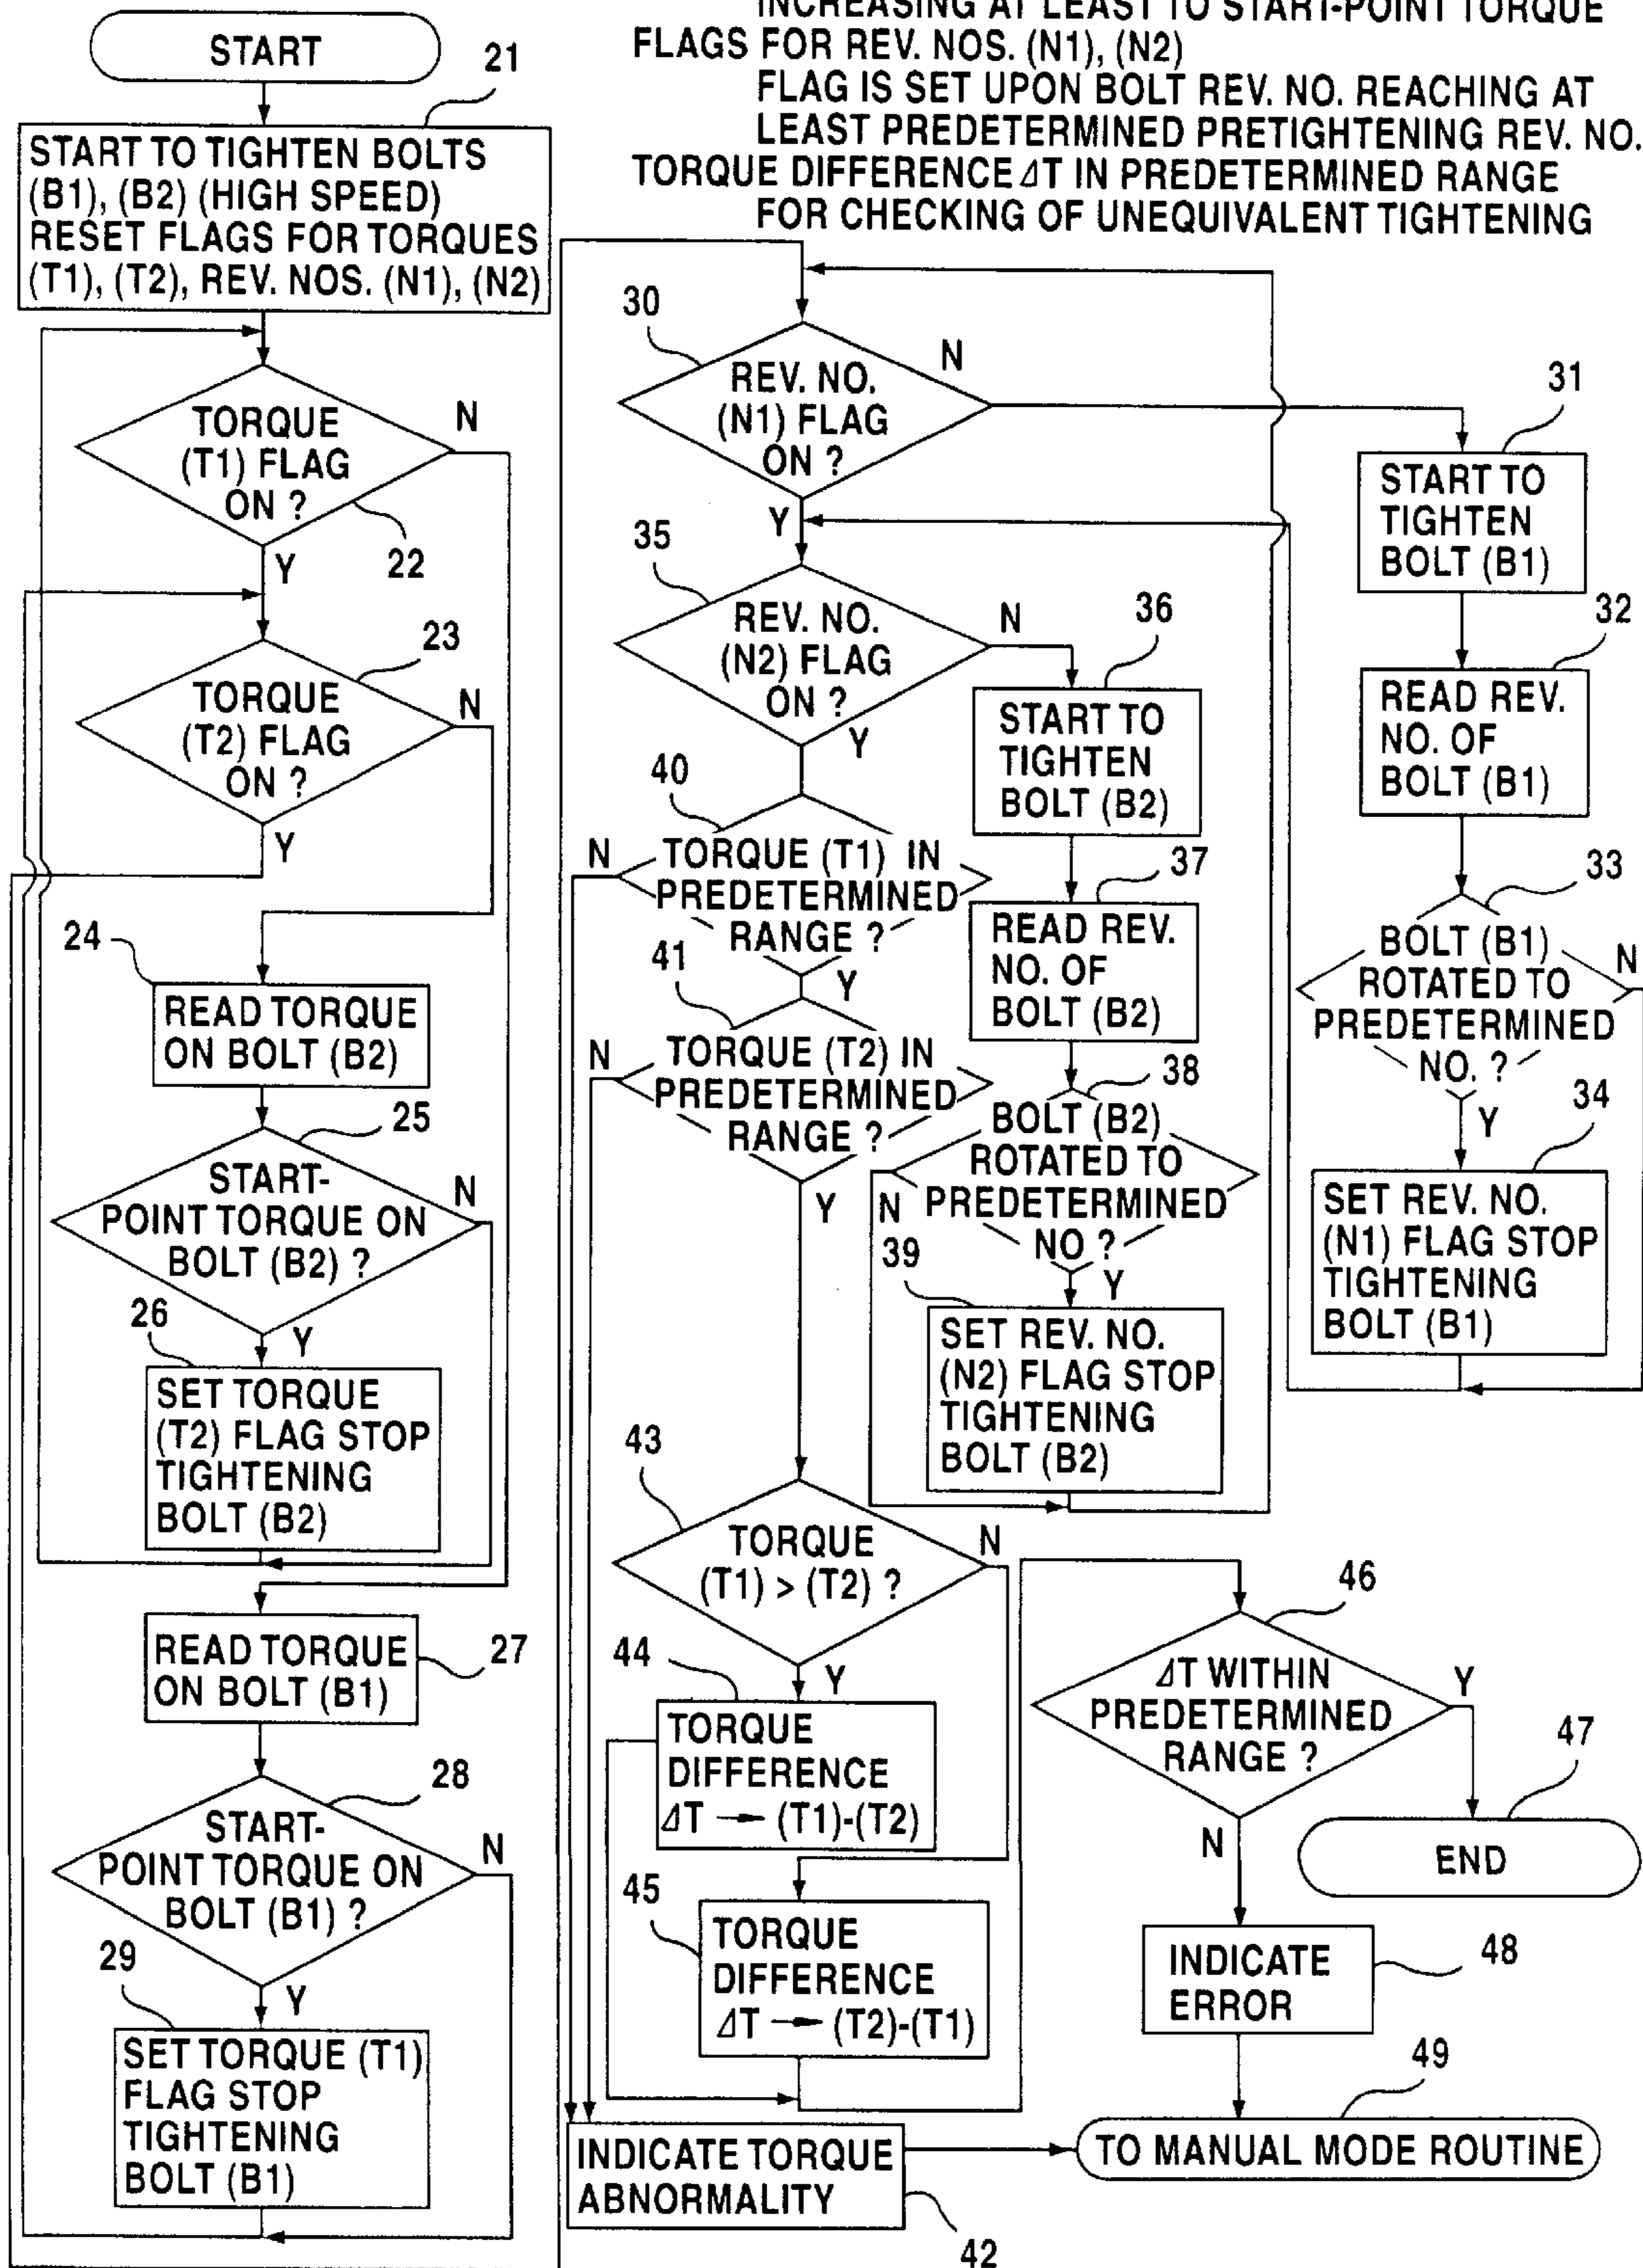 INCREASING AT LEAST TO START-POINT TORQUE
FLAGS FOR REV. NOS. (N1), (N2)
FLAG IS SET UPON BOLT REV. NO. REACHING AT
LEAST PREDETERMINED PRETIGHTENING REV. NO.
TORQUE DIFFERENCE ΔT IN PREDETERMINED RANGE
FOR CHECKING OF UNEQUIVALENT TIGHTENING
START
21
START TO TIGHTEN BOLTS
(B1), (B2) (HIGH SPEED)
RESET FLAGS FOR TORQUES
(T1), (T2), REV. NOS. (N1), (N2)
TORQUE
(T1) FLAG
ON ?
N
Y
22
23
TORQUE
(T2) FLAG
ON ?
N
Y
24
READ TORQUE
ON BOLT (B2)
25
START-
POINT TORQUE ON
BOLT (B2) ?
N
Y
26
SET TORQUE
(T2) FLAG STOP
TIGHTENING
BOLT (B2)
READ TORQUE
ON BOLT (B1)
27
28
START-
POINT TORQUE ON
BOLT (B1) ?
N
Y
29
SET TORQUE (T1)
FLAG STOP
TIGHTENING
BOLT (B1)
30
REV. NO.
(N1) FLAG
ON ?
N
Y
31
START TO
TIGHTEN
BOLT (B1)
32
READ REV.
NO. OF
BOLT (B1)
33
BOLT (B1)
ROTATED TO
PREDETERMINED
NO. ?
N
Y
34
SET REV. NO.
(N1) FLAG STOP
TIGHTENING
BOLT (B1)
35
REV. NO.
(N2) FLAG
ON ?
N
Y
36
START TO
TIGHTEN
BOLT (B2)
37
READ REV.
NO. OF
BOLT (B2)
38
BOLT (B2)
ROTATED TO
PREDETERMINED
NO ?
N
Y
39
SET REV. NO.
(N2) FLAG STOP
TIGHTENING
BOLT (B2)
40
TORQUE (T1) IN
PREDETERMINED
RANGE ?
N
Y
41
TORQUE (T2) IN
PREDETERMINED
RANGE ?
N
Y
43
TORQUE
(T1) > (T2) ?
N
Y
44
TORQUE
DIFFERENCE
ΔT → (T1)-(T2)
45
TORQUE
DIFFERENCE
ΔT → (T2)-(T1)
46
ΔT WITHIN
PREDETERMINED
RANGE ?
Y
N
47
END
INDICATE
ERROR
48
49
TO MANUAL MODE ROUTINE
INDICATE TORQUE
ABNORMALITY
42